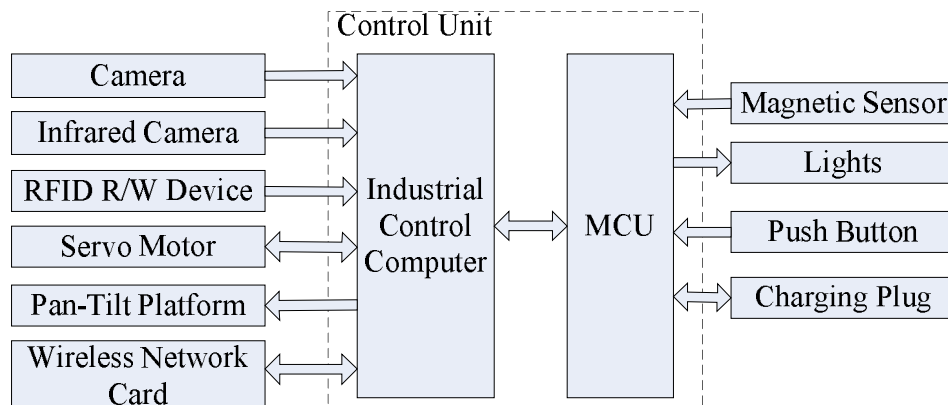 Control Unit
Camera
Infrared Camera
RFID R/W Device
Servo Motor
Pan-Tilt Platform
Wireless Network
Card
Industrial
Control
Computer
MCU
Magnetic Sensor
Lights
Push Button
Charging Plug